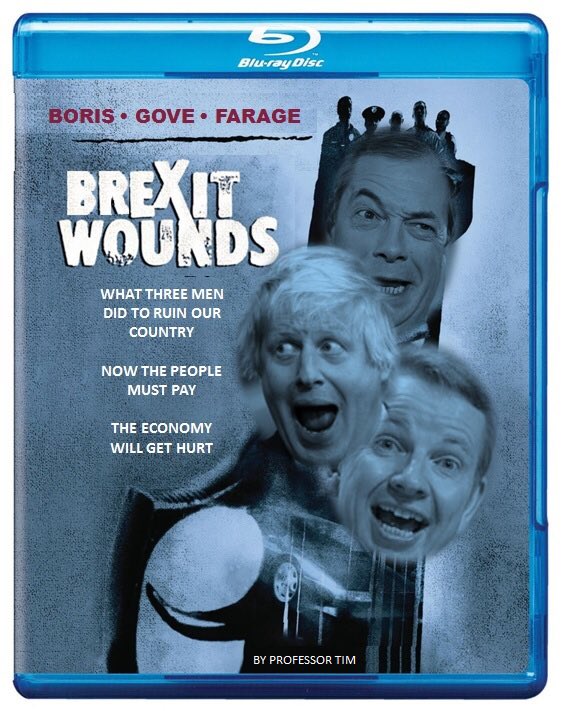 Blu-ray Disc
BORIS • GOVE • FARAGE
BREXIT
WOUNDS
WHAT THREE MEN
DID TO RUIN OUR
COUNTRY
NOW THE PEOPLE
MUST PAY
THE ECONOMY
WILL GET HURT
BY PROFESSOR TIM